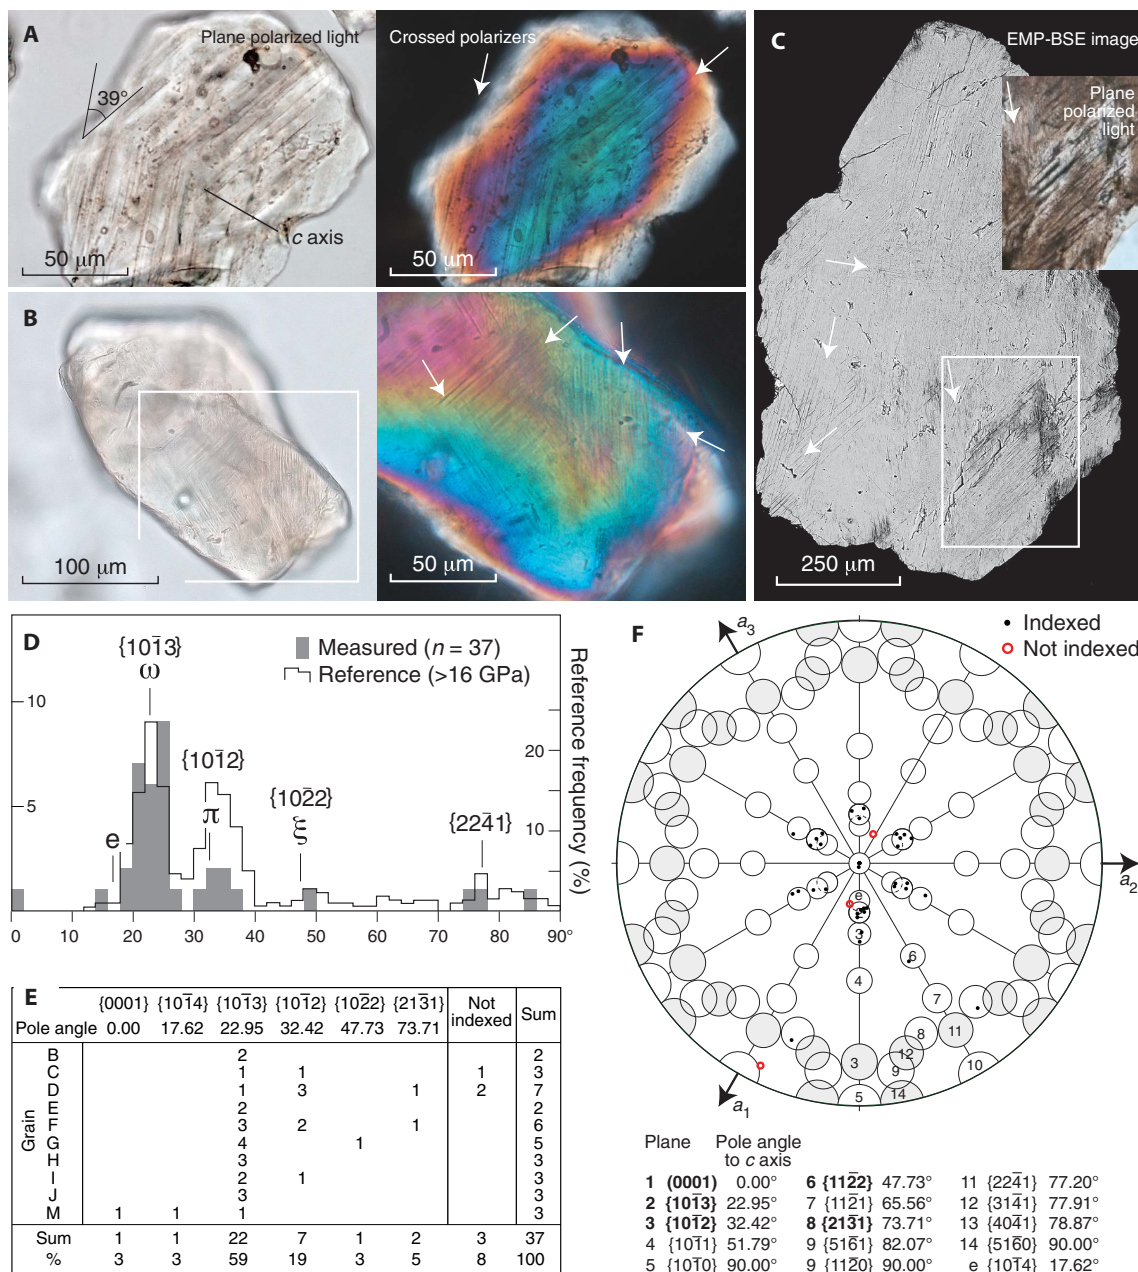 A
Plane polarized light
39°
c axis
50 μm
Crossed polarizers
50 μm
B
100 μm
50 μm
C
EMP-BSE image
Plane
polarized
light
250 μm
D
{101̄3}
ω
Measured (n = 37)
Reference (>16 GPa)
{101̄2}
π
{102̄2}
ξ
{224̄1}
e
10
5
20
10
Reference frequency (%)
0 10 20 30 40 50 60 70 80 90°
E
{0001} {101̄4} {101̄3} {101̄2} {102̄2} {213̄1} Not indexed Sum
Pole angle 0.00 17.62 22.95 32.42 47.73 73.71
Grain
B 2 2
C 1 1 1 3
D 1 3 1 2 7
E 2 2
F 3 2 1 6
G 4 1 5
H 3 3
I 2 1 3
J 3 3
M 1 1 1 3
Sum 1 1 22 7 1 2 3 37
% 3 3 59 19 3 5 8 100
F
Indexed
Not indexed
a3
a2
a1
e
3
4
6
7
8
11
12
3
9
10
5
14
Plane Pole angle
to c axis
1 (0001) 0.00° 6 {112̄2} 47.73° 11 {224̄1} 77.20°
2 {101̄3} 22.95° 7 {112̄1} 65.56° 12 {314̄1} 77.91°
3 {101̄2} 32.42° 8 {213̄1} 73.71° 13 {404̄1} 78.87°
4 {101̄1} 51.79° 9 {516̄1} 82.07° 14 {516̄0} 90.00°
5 {101̄0} 90.00° 9 {112̄0} 90.00° e {101̄4} 17.62°